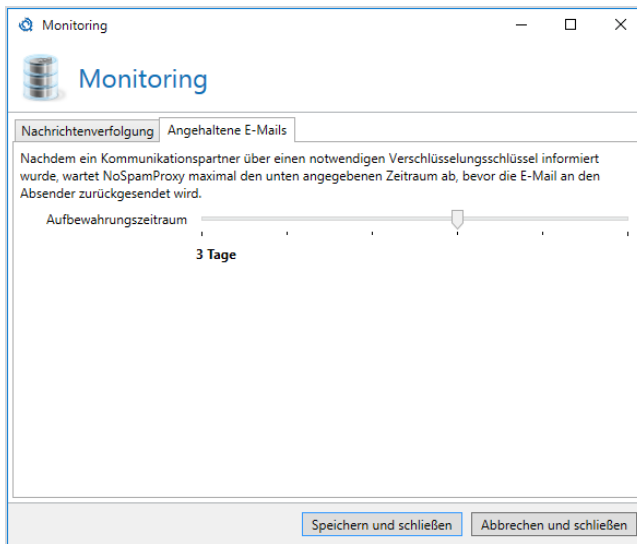 Monitoring
Monitoring
Nachrichtenverfolgung Angehaltene E-Mails
Nachdem ein Kommunikationspartner über einen notwendigen Verschlüsselungsschlüssel informiert
wurde, wartet NoSpamProxy maximal den unten angegebenen Zeitraum ab, bevor die E-Mail an den
Absender zurückgesendet wird.
Aufbewahrungszeitraum
3 Tage
Speichern und schließen Abbrechen und schließen